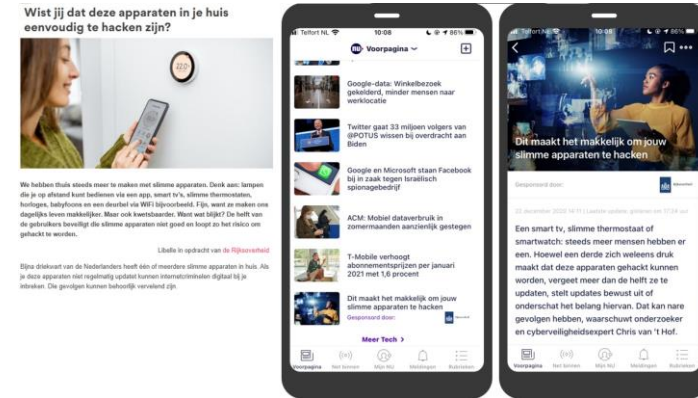 Wist jij dat deze apparaten in je huis
eenvoudig te hacken zijn?
We hebben thuis steeds meer te maken met slimme apparaten. Denk aan: lampen
die je op afstand kunt bedienen via een app, smart tv's, slimme thermostaten,
horloges, babyfoons en een deurbel via WIFI bijvoorbeeld. Fijn, want ze maken ons
dagelijks leven makkelijker. Maar ook kwetsbaarder. Want wat blijkt? De helft van
de gebruikers beveiligt die slimme apparaten niet goed en loopt zo het risico om
gehackt te worden.
Libelle in opdracht van de Rijksoverheid
Bijna driekwart van de Nederlanders heeft één of meerdere slimme apparaten in huis. Als
je deze apparaten niet regelmatig updatet kunnen internetcriminelen digitaal bij je
inbreken. Die gevolgen kunnen behoorlijk vervelend zijn.
Telfort NL 10:08 86%
NU Voorpagina
Google-data: Winkelbezoek
gekelderd, minder mensen naar
werklocatie
Twitter gaat 33 miljoen volgers van
@POTUS wissen bij overdracht aan
Biden
Google en Microsoft staan Facebook
bij in zaak tegen Israëlisch
spionagebedrijf
ACM: Mobiel dataverbruik in
zomermaanden aanzienlijk gestegen
T-Mobile verhoogt
abonnementsprijzen per januari
2021 met 1,6 procent
Dit maakt het makkelijk om jouw
slimme apparaten te hacken
Gesponsord door:
Meer Tech >
Voorpagina Net binnen Mijn NU Meldingen Rubrieken
Telfort NL 10:08 86%
Dit maakt het makkelijk om jouw
slimme apparaten te hacken
Gesponsord door:
Rijksoverheid
Een smart tv, slimme thermostaat of
smartwatch: steeds meer mensen hebben er
een. Hoewel een derde zich weleens druk
maakt dat deze apparaten gehackt kunnen
worden, vergeet meer dan de helft ze te
updaten, stelt updates bewust uit of
onderschat het belang hiervan. Dat kan nare
gevolgen hebben, waarschuwt onderzoeker
en cyberveiligheidsexpert Chris van 't Hof.
Voorpagina Net binnen Mijn NU Meldingen Rubrieken